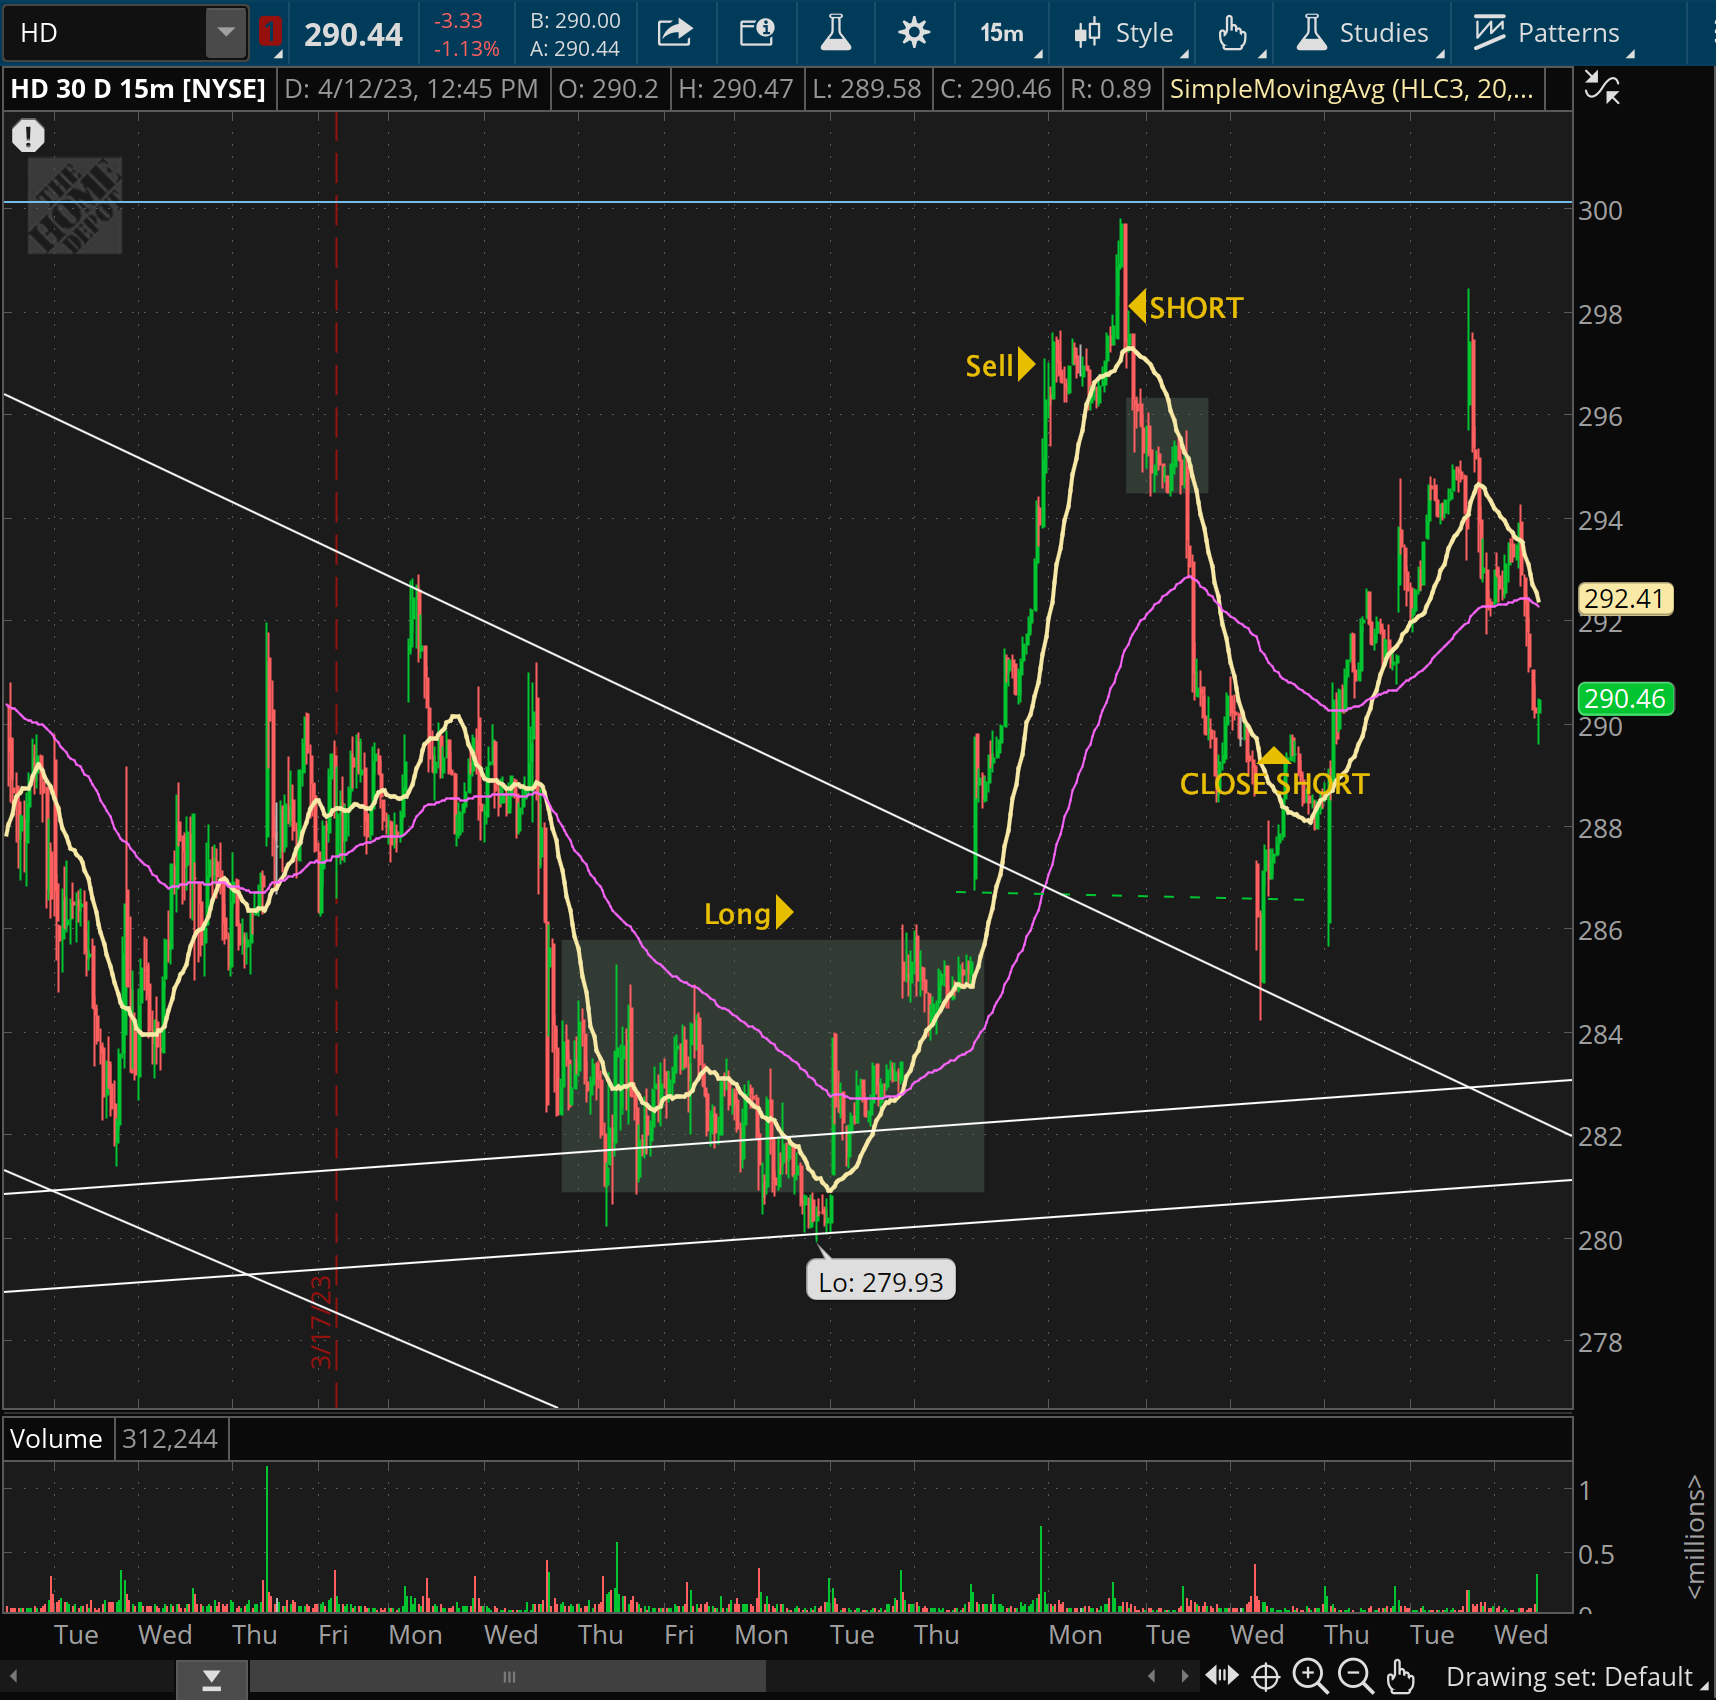 HD 1 290.44 -3.33 B: 290.00 15m Style Studies Patterns
-1.13% A: 290.44
HD 30 D 15m [NYSE] D: 4/12/23, 12:45 PM O: 290.2 H: 290.47 L: 289.58 C: 290.46 R: 0.89 SimpleMovingAvg (HLC3, 20,...
THE
HOME
DEPOT
300
SHORT
298
Sell
296
294
292.41
292
290.46
290
CLOSE SHORT
288
Long
286
284
282
280
Lo: 279.93
278
3/17/23
Volume 312,244
1
0.5
0
<millions>
Tue Wed Thu Fri Mon Wed Thu Fri Mon Tue Thu Mon Tue Wed Thu Tue Wed
Drawing set: Default